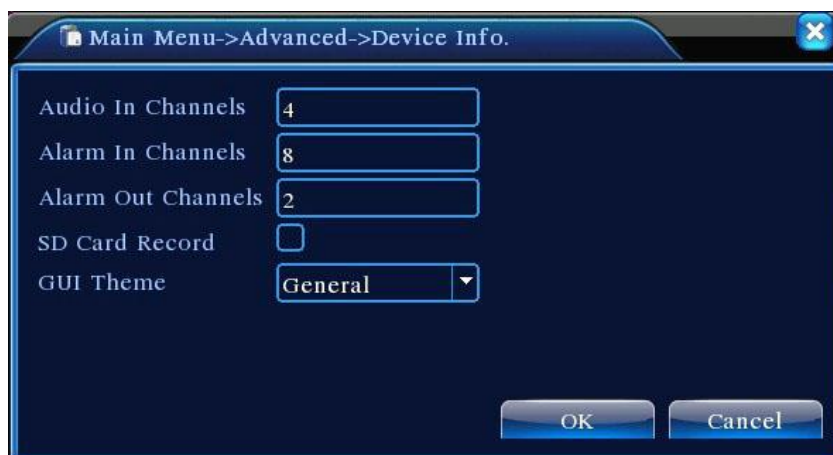 Main Menu->Advanced->Device Info.
Audio In Channels 4
Alarm In Channels 8
Alarm Out Channels 2
SD Card Record
GUI Theme General
OK Cancel